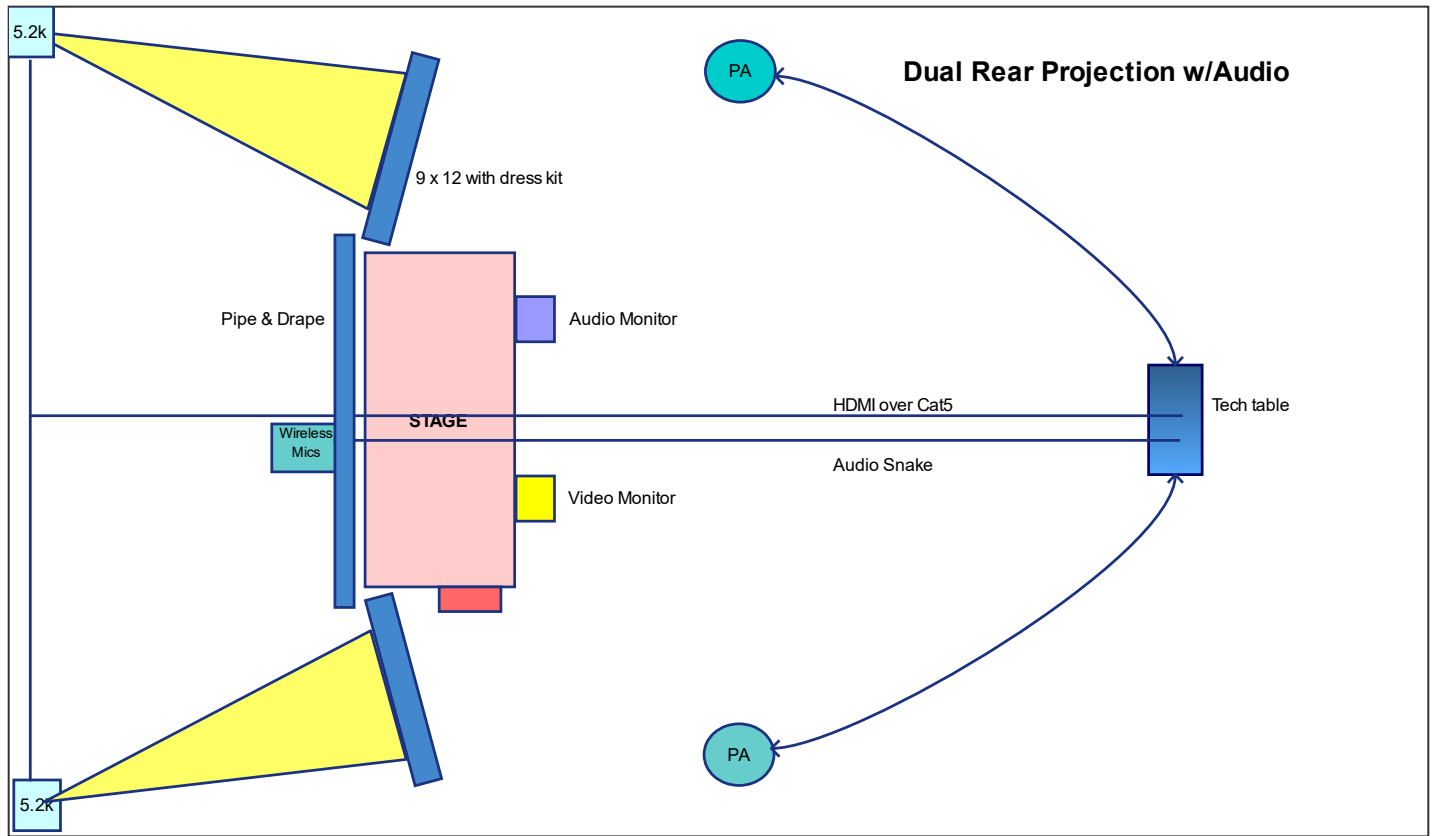 5.2k
PA
Dual Rear Projection w/Audio
9 x 12 with dress kit
Pipe & Drape
Audio Monitor
HDMI over Cat5
Tech table
STAGE
Wireless
Mics
Audio Snake
Video Monitor
PA
5.2k